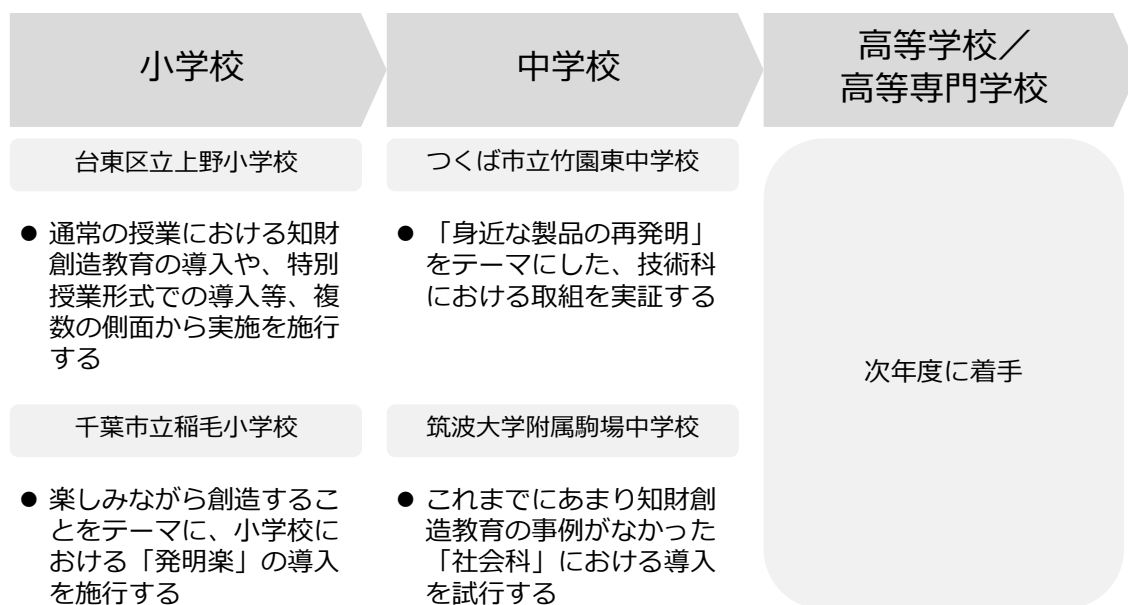 小学校
中学校
高等学校／
高等専門学校
台東区立上野小学校
● 通常の授業における知財
創造教育の導入や、特別
授業形式での導入等、複
数の側面から実施を施行
する
千葉市立稲毛小学校
● 楽しみながら創造するこ
とをテーマに、小学校に
おける「発明楽」の導入
を施行する
つくば市立竹園東中学校
● 「身近な製品の再発明」
をテーマにした、技術科
における取組を実証する
筑波大学附属駒場中学校
● これまでにあまり知財創
造教育の事例がなかった
「社会科」における導入
を試行する
次年度に着手